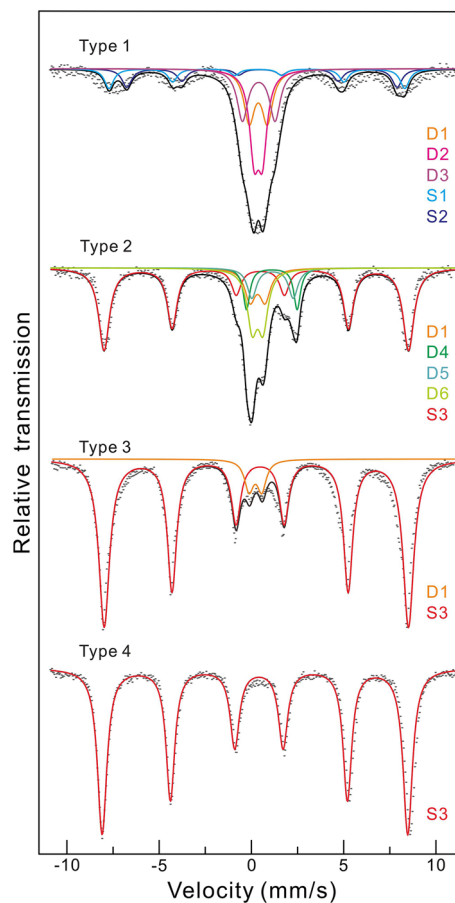 Type 1
D1
D2
D3
S1
S2
Type 2
D1
D4
D5
D6
S3
Type 3
D1
S3
Type 4
S3
Relative transmission
-10 -5 0 5 10
Velocity (mm/s)